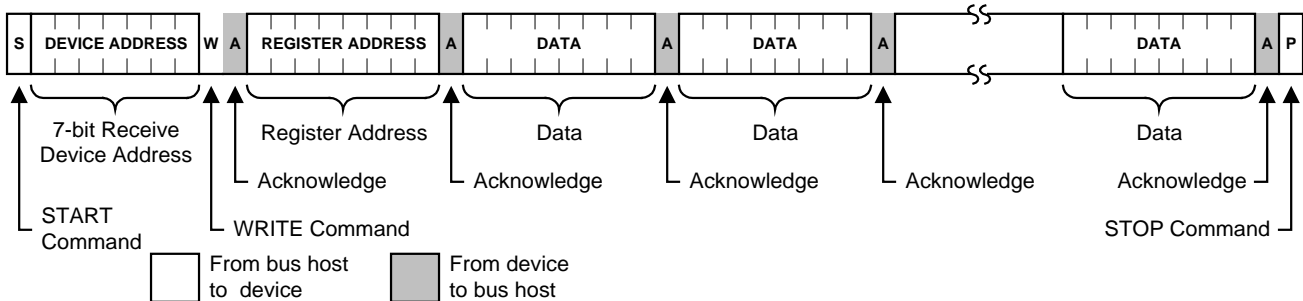 S DEVICE ADDRESS W A REGISTER ADDRESS A DATA A DATA A DATA A P
7-bit Receive
Device Address
Register Address
Data
Data
Data
Acknowledge
Acknowledge
Acknowledge
Acknowledge
Acknowledge
START
Command
WRITE Command
STOP Command
From bus host
to device
From device
to bus host